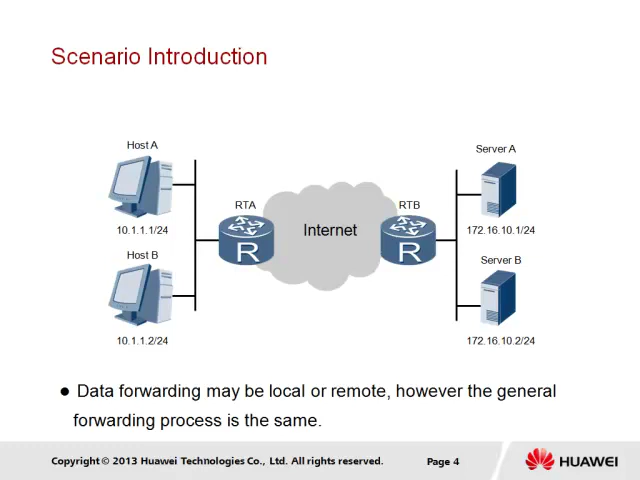 Scenario Introduction
Host A
Server A
RTA
RTB
10.1.1.1/24
Internet
172.16.10.1/24
R
R
Host B
Server B
10.1.1.2/24
172.16.10.2/24
● Data forwarding may be local or remote, however the general
forwarding process is the same.
Copyright © 2013 Huawei Technologies Co., Ltd. All rights reserved.
Page 4
HUAWEI